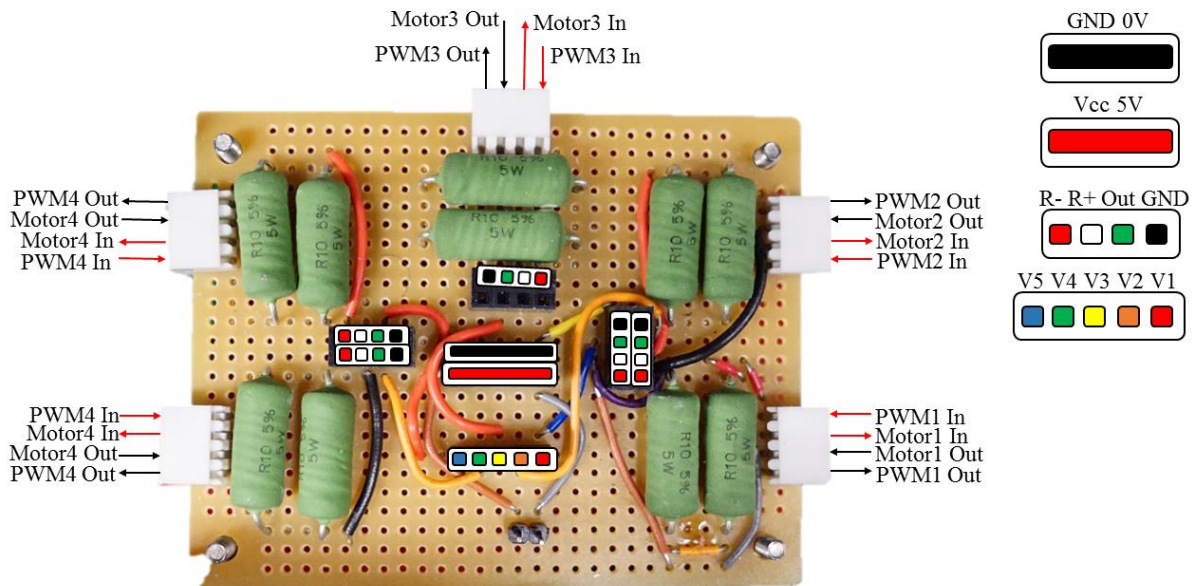 Motor3 Out
Motor3 In
PWM3 Out
PWM3 In
GND 0V
Vcc 5V
R- R+ Out GND
V5 V4 V3 V2 V1
PWM4 Out
Motor4 Out
Motor4 In
PWM4 In
PWM2 Out
Motor2 Out
Motor2 In
PWM2 In
PWM4 In
Motor4 In
Motor4 Out
PWM4 Out
PWM1 In
Motor1 In
Motor1 Out
PWM1 Out
R10 5%
5W
R10 5%
5W
R10 5%
5W
R10 5%
5W
R10 5%
5W
R10 5%
5W
R10 5%
5W
5%
5W
R10 5%
5W
R10 5%
5W